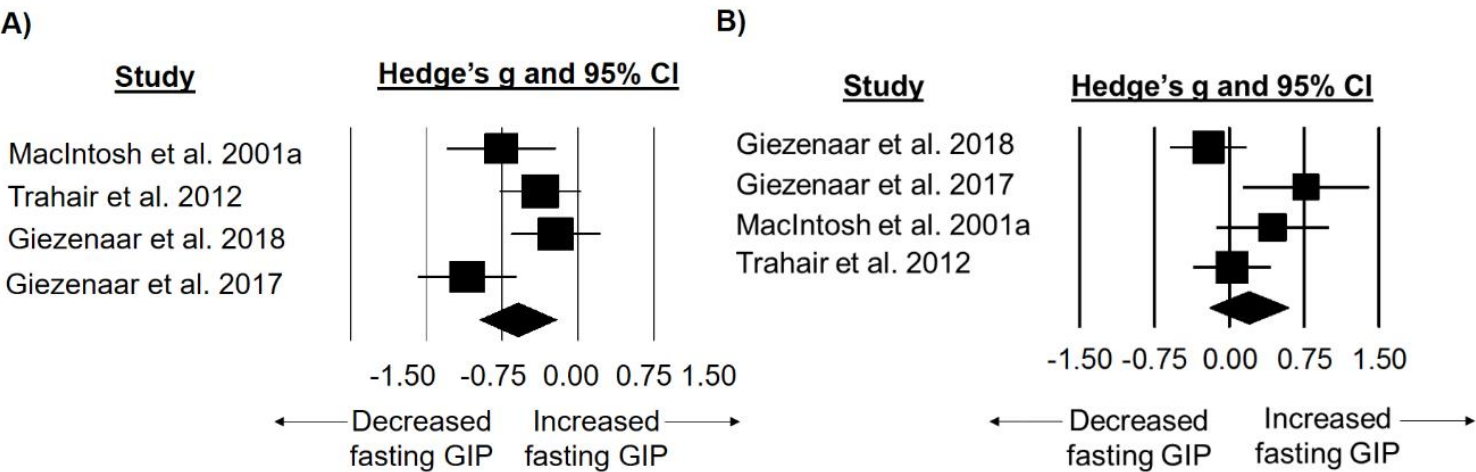 A)
Study
Hedge's g and 95% CI
MacIntosh et al. 2001a
Trahair et al. 2012
Giezenaar et al. 2018
Giezenaar et al. 2017
-1.50 -0.75 0.00 0.75 1.50
Decreased fasting GIP
Increased fasting GIP
B)
Study
Hedge's g and 95% CI
Giezenaar et al. 2018
Giezenaar et al. 2017
MacIntosh et al. 2001a
Trahair et al. 2012
-1.50 -0.75 0.00 0.75 1.50
Decreased fasting GIP
Increased fasting GIP